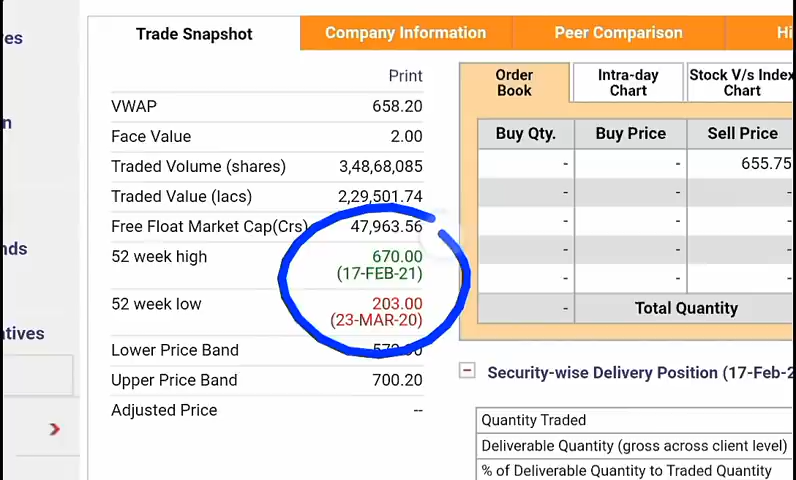 res
Trade Snapshot
Company Information
Peer Comparison
Hi
Print
Order Book
Intra-day Chart
Stock V/s Index Chart
n
VWAP 658.20
Buy Qty. Buy Price Sell Price
Face Value 2.00
Traded Volume (shares) 3,48,68,085
- - 655.75
Traded Value (lacs) 2,29,501.74
- - -
Free Float Market Cap(Crs) 47,963.56
- - -
nds
52 week high 670.00
(17-FEB-21)
- - -
- - -
52 week low 203.00
(23-MAR-20)
- Total Quantity
atives
Lower Price Band
Security-wise Delivery Position (17-Feb-2
Upper Price Band 700.20
Adjusted Price --
Quantity Traded
Deliverable Quantity (gross across client level)
% of Deliverable Quantity to Traded Quantity